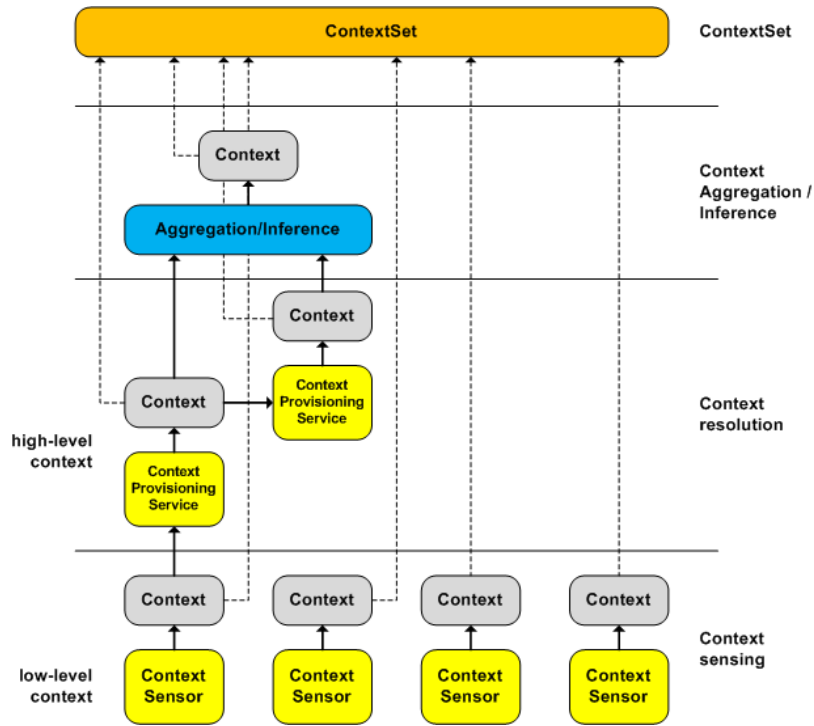 ContextSet
ContextSet
Context
Context
Aggregation /
Inference
Aggregation/Inference
Context
Context
Provisioning
Service
Context
Context
resolution
high-level
context
Context
Provisioning
Service
Context
Context
Context
Context
Context
sensing
low-level
context
Context
Sensor
Context
Sensor
Context
Sensor
Context
Sensor